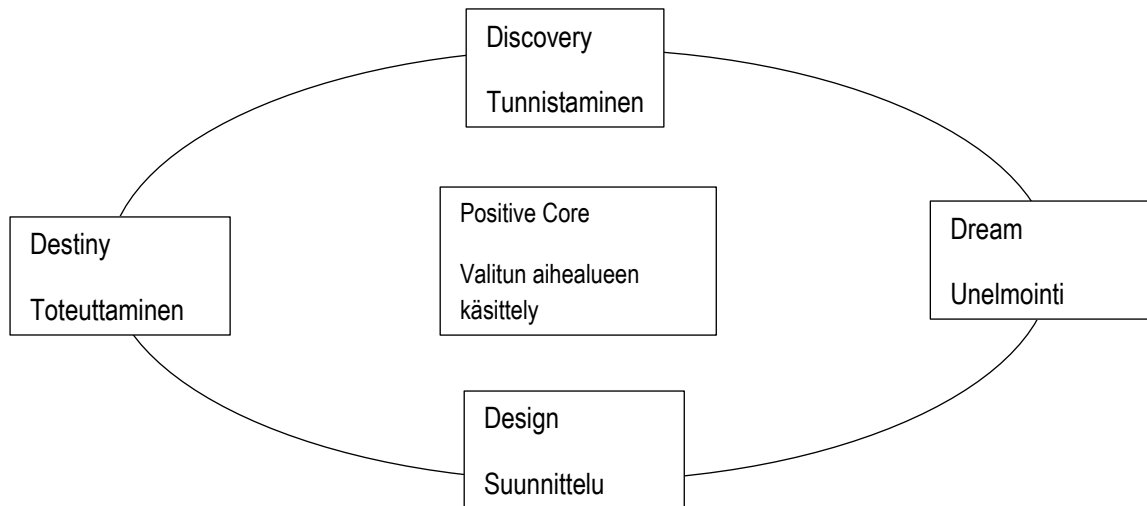 Discovery
Tunnistaminen
Positive Core
Valitun aihealueen
käsittely
Destiny
Toteuttaminen
Dream
Unelmointi
Design
Suunnittelu